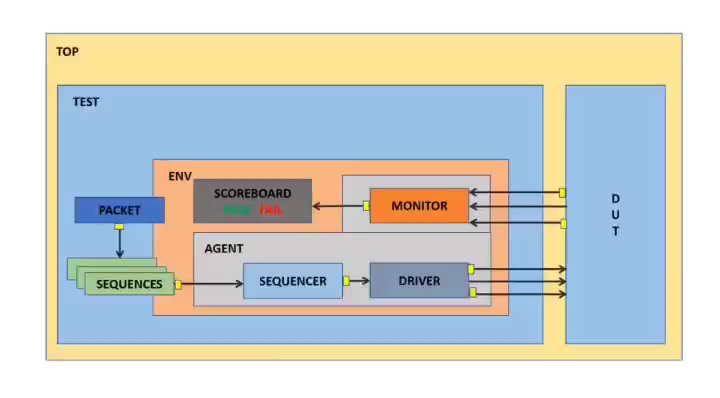 TOP
TEST
ENV
SCOREBOARD
PASS FAIL
MONITOR
PACKET
AGENT
SEQUENCES
SEQUENCER
DRIVER
D
U
T